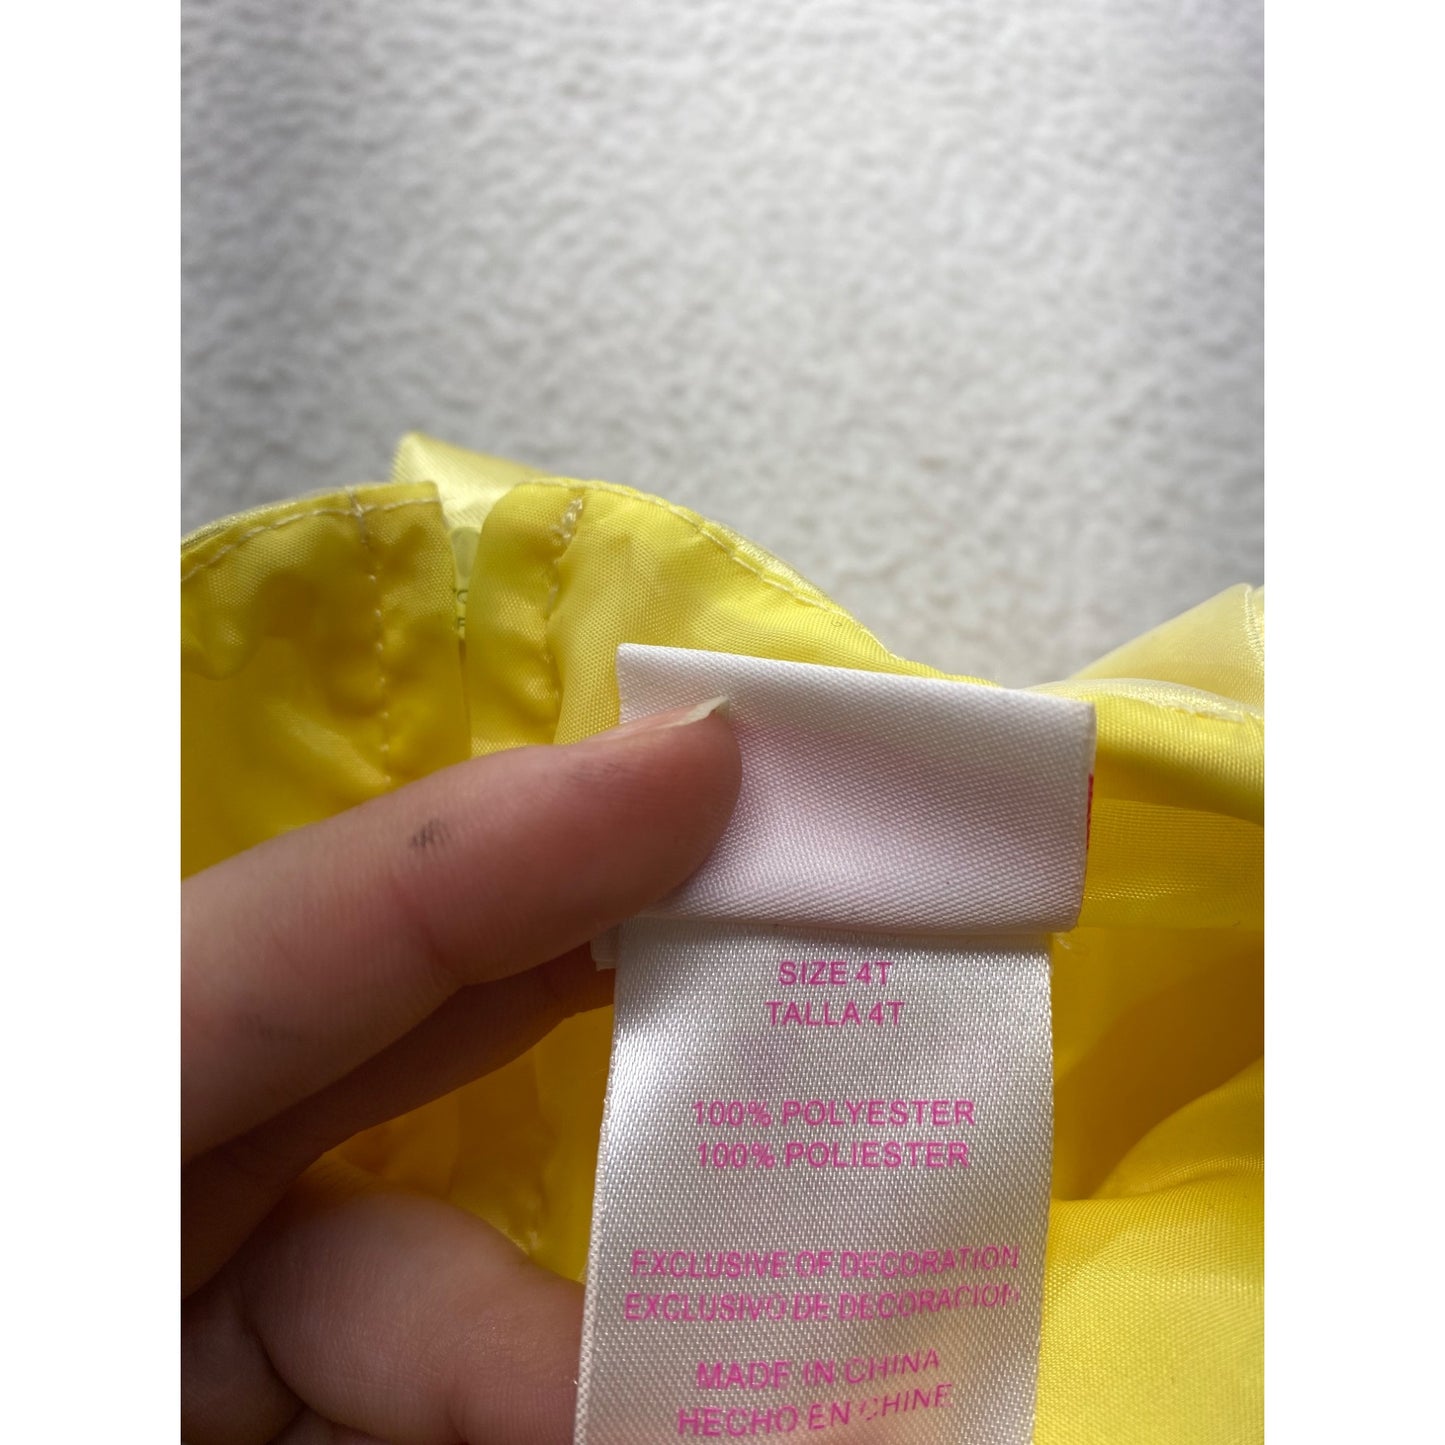 SIZE 4T
TALLA 4T
100% POLYESTER
100% POLIESTER
EXCLUSIVE OF DECORATION
EXCLUSIVO DE DECORACION
MADE IN CHINA
HECHO EN CHINE